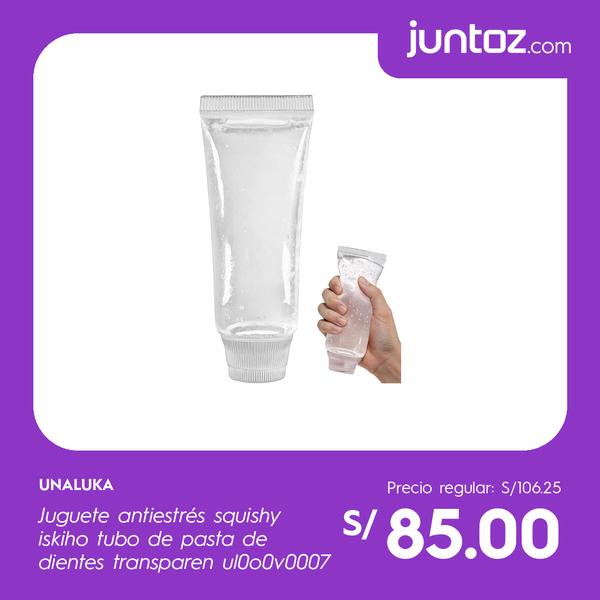 juntoz.com
UNALUKA
Juguete antiestrés squishy
iskiho tubo de pasta de
dientes transparen ul0o0v0007
Precio regular: S/106.25
S/ 85.00